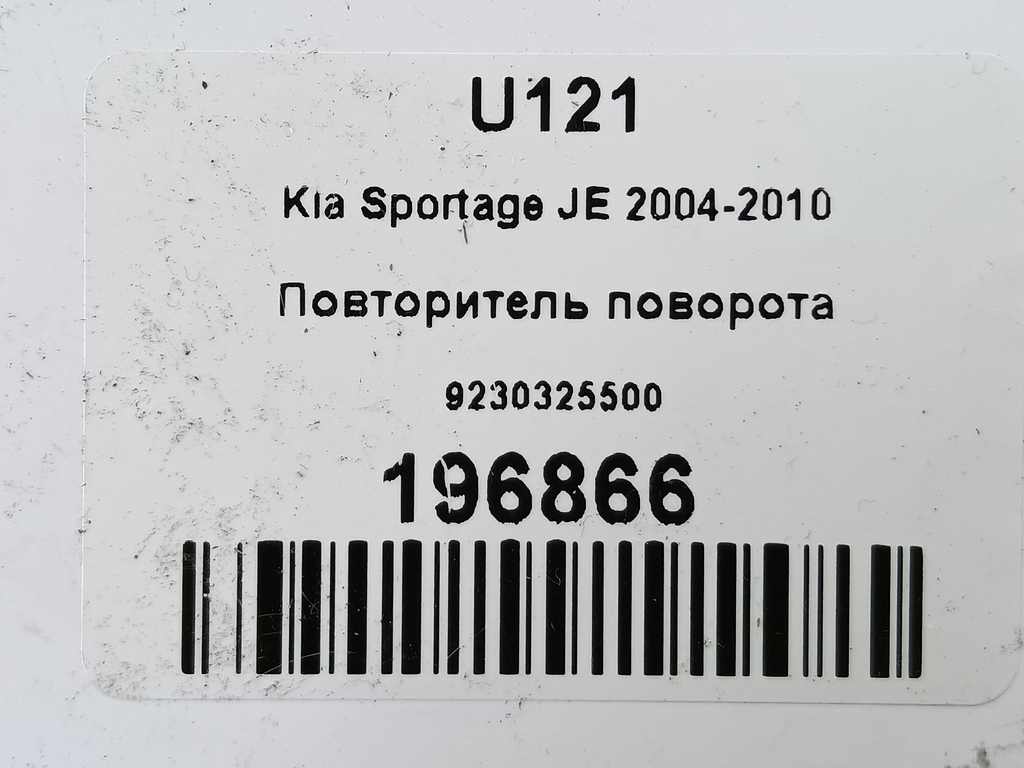 U121
Kia Sportage JE 2004-2010
Повторитель поворота
9230325500
196866